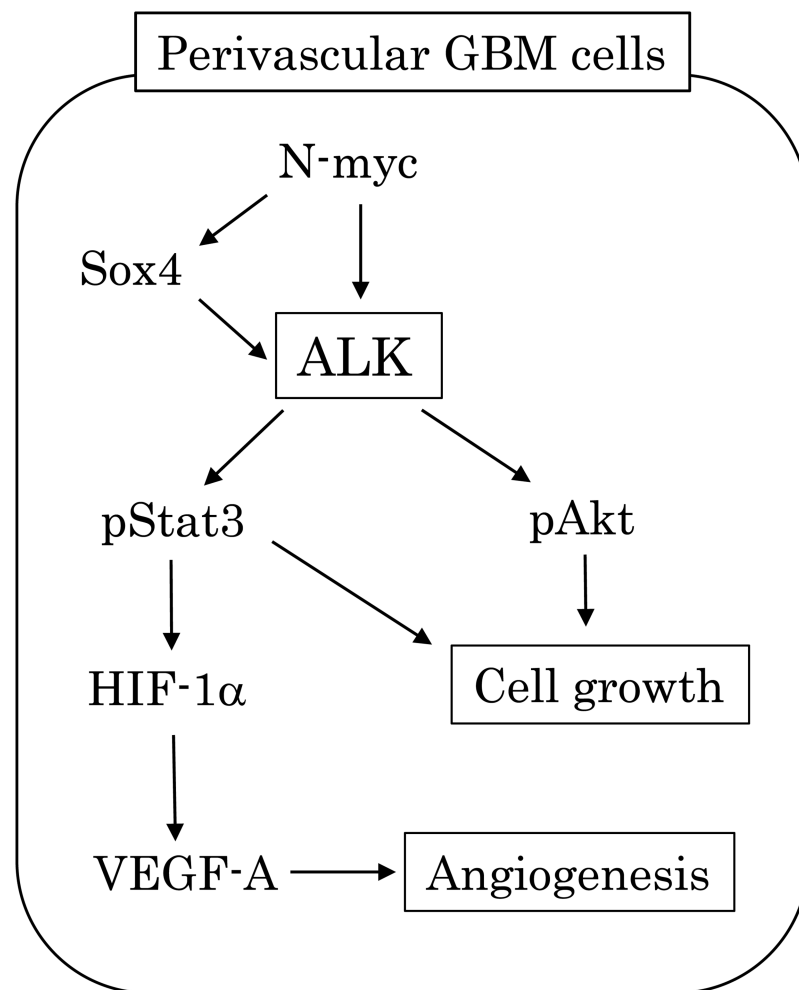 Perivascular GBM cells
N-myc
Sox4
ALK
pStat3
pAkt
HIF-1α
Cell growth
VEGF-A
Angiogenesis